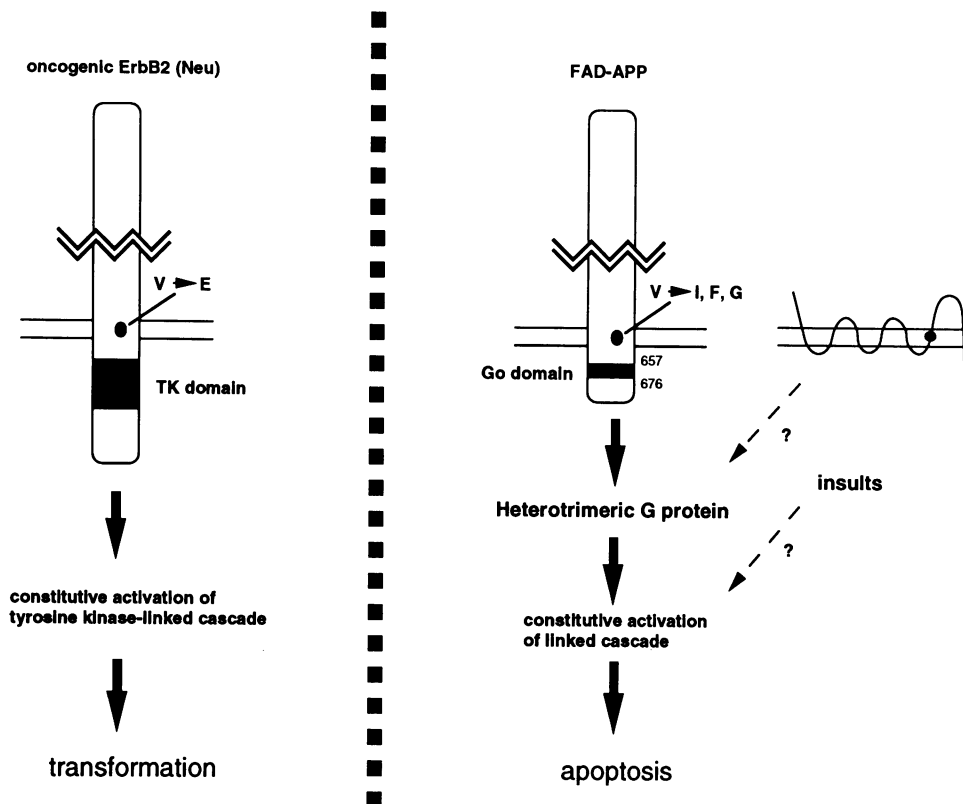 oncogenic ErbB2 (Neu)
V E
TK domain
constitutive activation of
tyrosine kinase-linked cascade
transformation
FAD-APP
V I, F, G
657
Go domain
676
?
Heterotrimeric G protein
insults
?
constitutive activation
of linked cascade
apoptosis